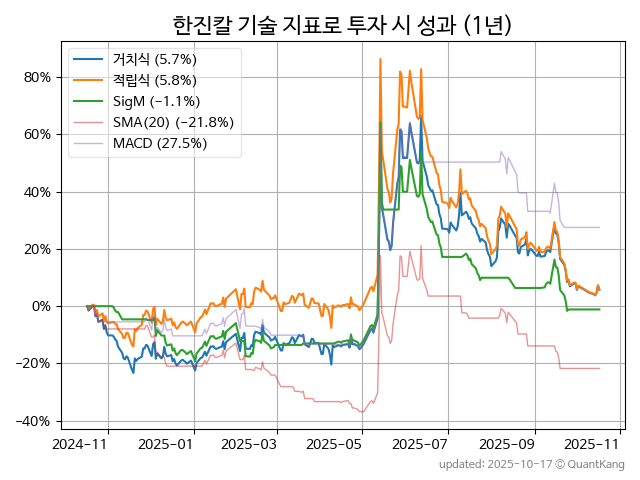 한진칼 기술 지표로 투자 시 성과 (1년)
거치식 (5.7%)
적립식 (5.8%)
SigM (-1.1%)
SMA(20) (-21.8%)
MACD (27.5%)
80%
60%
40%
20%
0%
-20%
-40%
2024-11 2025-01 2025-03 2025-05 2025-07 2025-09 2025-11
updated: 2025-10-17 © QuantKang